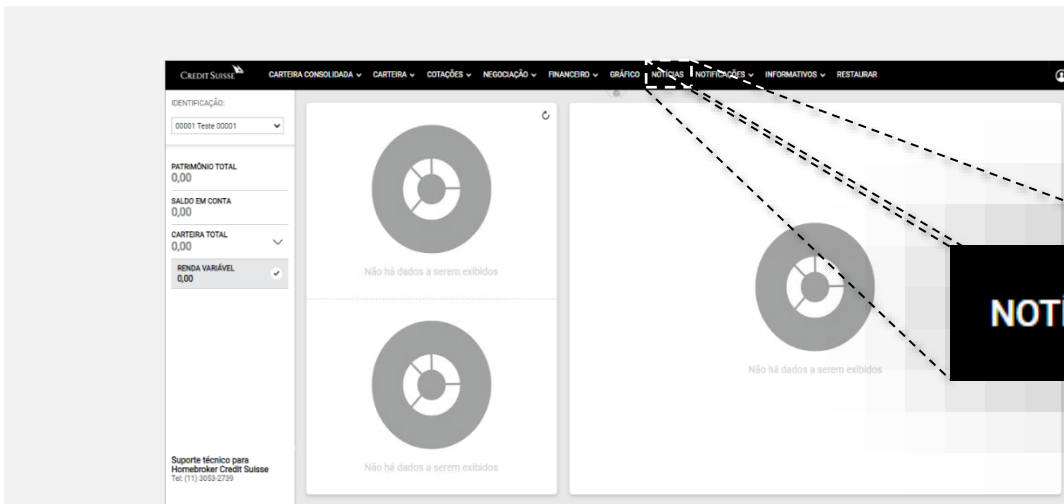 CREDIT SUISSE CARTEIRA CONSOLIDADA CARTEIRA COTAÇÕES NEGOCIAÇÃO FINANCEIRO GRÁFICO NOTÍCIAS NOTIFICAÇÕES INFORMATIVOS RESTAURAR
IDENTIFICAÇÃO:
00001 Teste 00001
PATRIMÔNIO TOTAL
0,00
SALDO EM CONTA
0,00
CARTEIRA TOTAL
0,00
RENDA VARIÁVEL
0,00
Suporte técnico para
Homebroker Credit Suisse
Tel: (11) 3053-2739
Não há dados a serem exibidos
Não há dados a serem exibidos
Não há dados a serem exibidos
NOTÍ